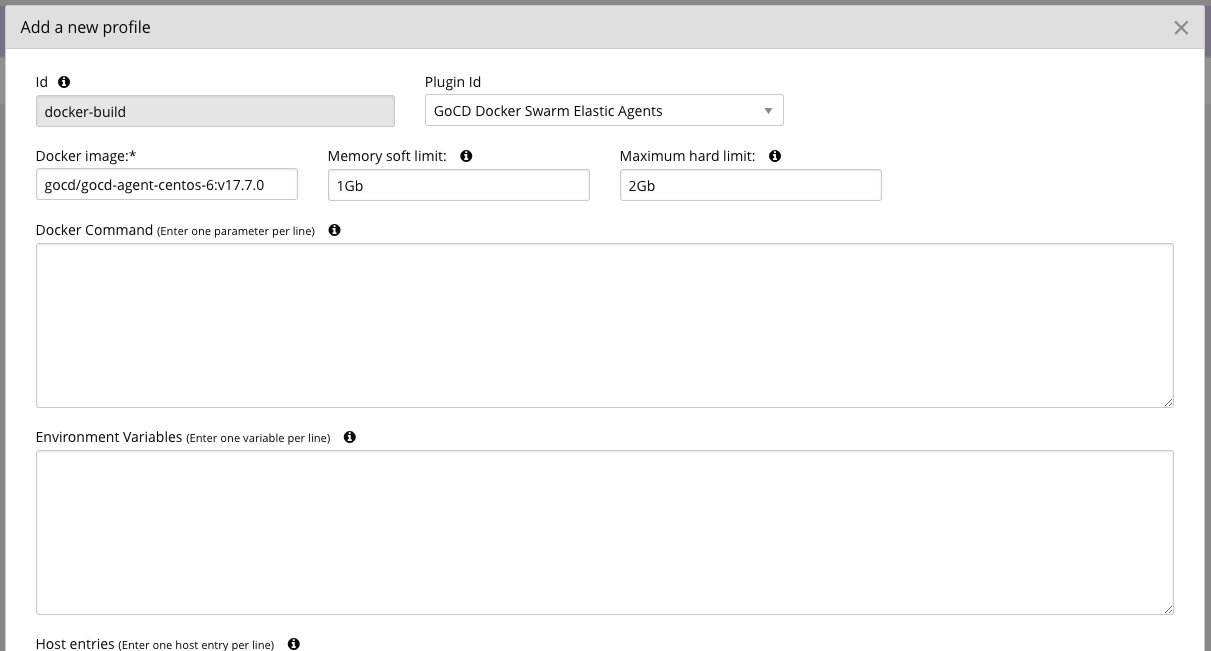 Add a new profile
Id
Plugin Id
docker-build
GoCD Docker Swarm Elastic Agents
Docker image:*
Memory soft limit:
Maximum hard limit:
gocd/gocd-agent-centos-6:v17.7.0
1Gb
2Gb
Docker Command (Enter one parameter per line)
Environment Variables (Enter one variable per line)
Host entries (Enter one host entry per line)